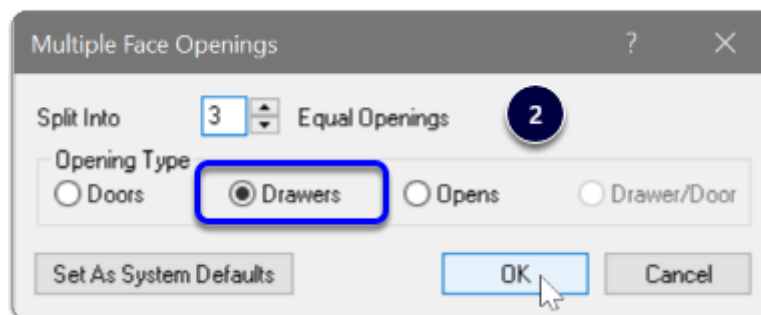 Multiple Face Openings ? ×
Split Into 3 Equal Openings 2
Opening Type
Doors Drawers Opens Drawer/Door
Set As System Defaults OK Cancel